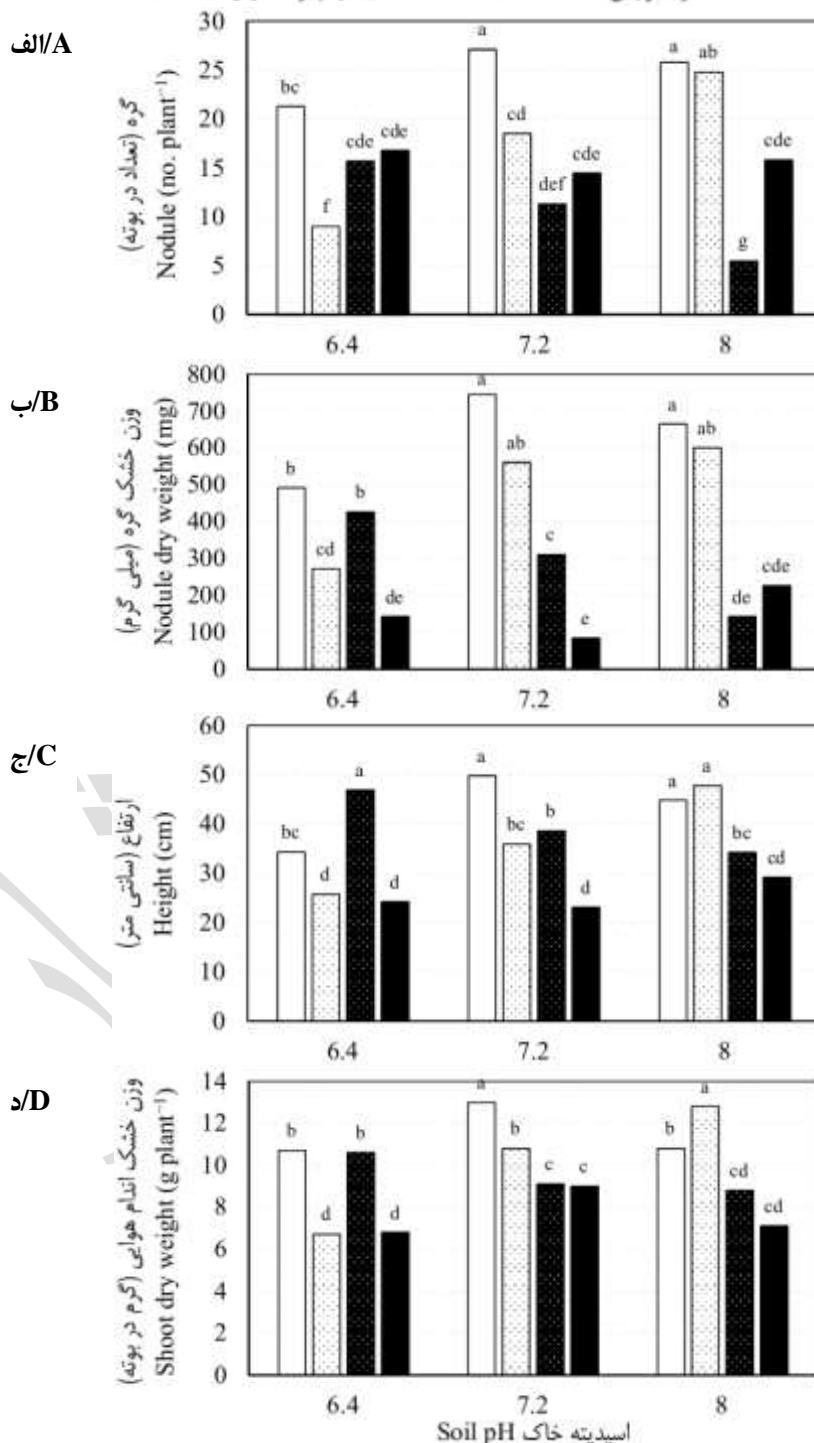 الف/A
گره (تعداد در بوته)
Nodule (no. plant⁻¹)
30
25
20
15
10
5
0
bc
f
cde
cde
a
cd
def
cde
a
ab
g
cde
6.4
7.2
8
ب/B
وزن خشک گره (میلی گرم)
Nodule dry weight (mg)
800
700
600
500
400
300
200
100
0
b
cd
b
de
a
ab
c
e
a
ab
de
cde
6.4
7.2
8
ج/C
ارتفاع (سانتی متر)
Height (cm)
60
50
40
30
20
10
0
bc
d
a
d
a
bc
b
d
a
a
bc
cd
6.4
7.2
8
د/D
وزن خشک اندام هوایی (گرم در بوته)
Shoot dry weight (g plant⁻¹)
14
12
10
8
6
4
2
0
b
d
b
d
a
b
c
c
b
a
cd
cd
6.4
7.2
8
اسیدیته خاک Soil pH